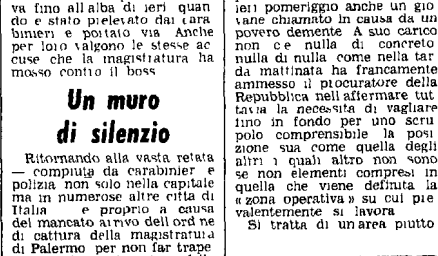 va fino all alba di ieri quan
do e stato prelevato dai cara
binieri e portato via Anche
per loro valgono le stesse ac
cuse che la magistratura ha
mosso contro il boss
Un muro
di silenzio
Ritornando alla vasta retata
— compiuta da carabinier e
polizia non solo nella capitale
ma in numerose altre citta di
Italia e proprio a causa
del mancato arrivo dell ord ne
di cattura della magistratura
di Palermo per non far trape
ieri pomeriggio anche un gio
vane chiamato in causa da un
povero demente A suo carico
non c e nulla di concreto
nulla di nulla come nella tar
da mattinata ha francamente
ammesso il procuratore della
Repubblica nell affermare tut
tavia la necessita di vagliare
fino in fondo per uno scru
polo comprensibile la posi
zione sua come quella degli
altri i quali altro non sono
se non elementi compresi in
quella che viene definita la
« zona operativa » su cui pre
valentemente si lavora
Si tratta di un area piutto